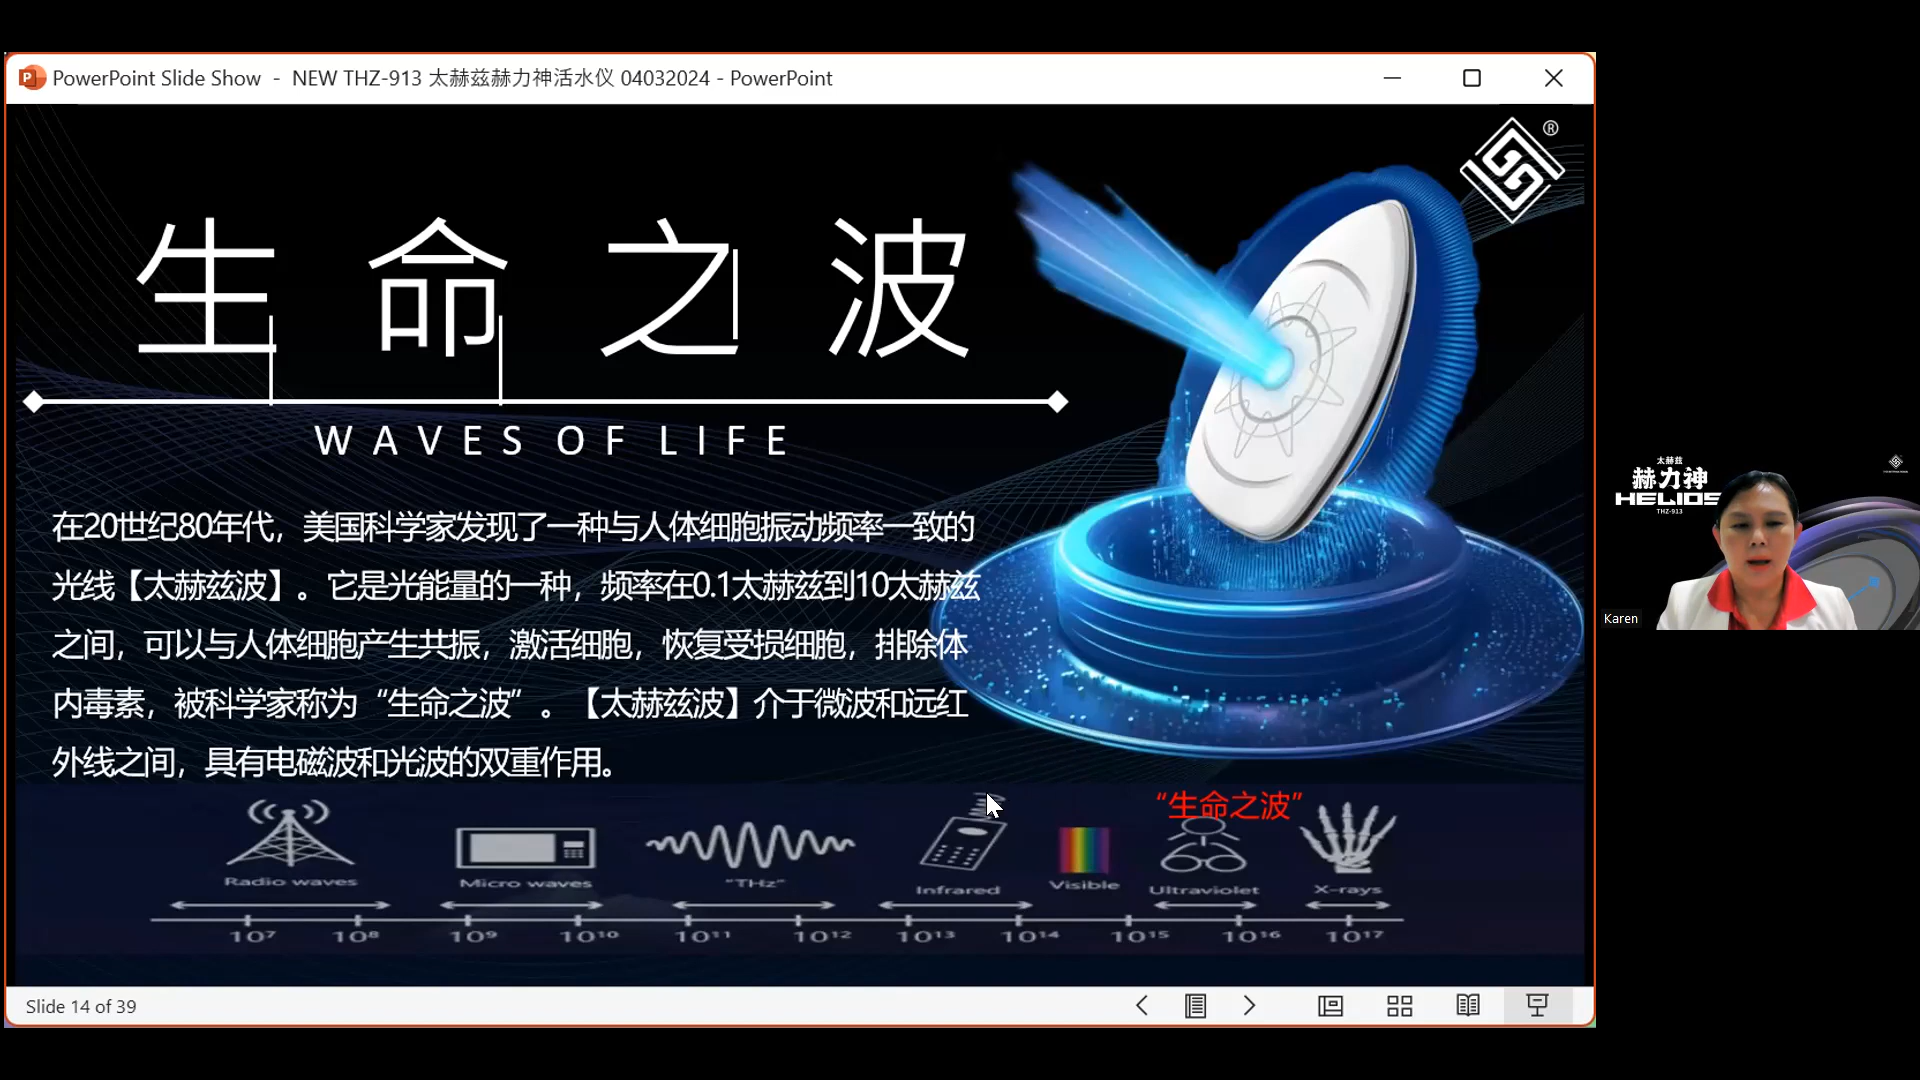 PowerPoint Slide Show - NEW THZ-913 太赫兹赫力神活水仪 04032024 - PowerPoint
®
生命之波
WAVES OF LIFE
在20世纪80年代，美国科学家发现了一种与人体细胞振动频率一致的
光线【太赫兹波】。它是光能量的一种，频率在0.1太赫兹到10太赫兹
之间，可以与人体细胞产生共振，激活细胞，恢复受损细胞，排除体
内毒素，被科学家称为“生命之波”。【太赫兹波】介于微波和远红
外线之间，具有电磁波和光波的双重作用。
“生命之波”
Radio waves
Micro waves
"THz"
Infrared
Visible
Ultraviolet
X-rays
10⁷ 10⁸ 10⁹ 10¹⁰ 10¹¹ 10¹² 10¹³ 10¹⁴ 10¹⁵ 10¹⁶ 10¹⁷
Slide 14 of 39
太赫兹
赫力神
HELIOS
THZ-913
Karen